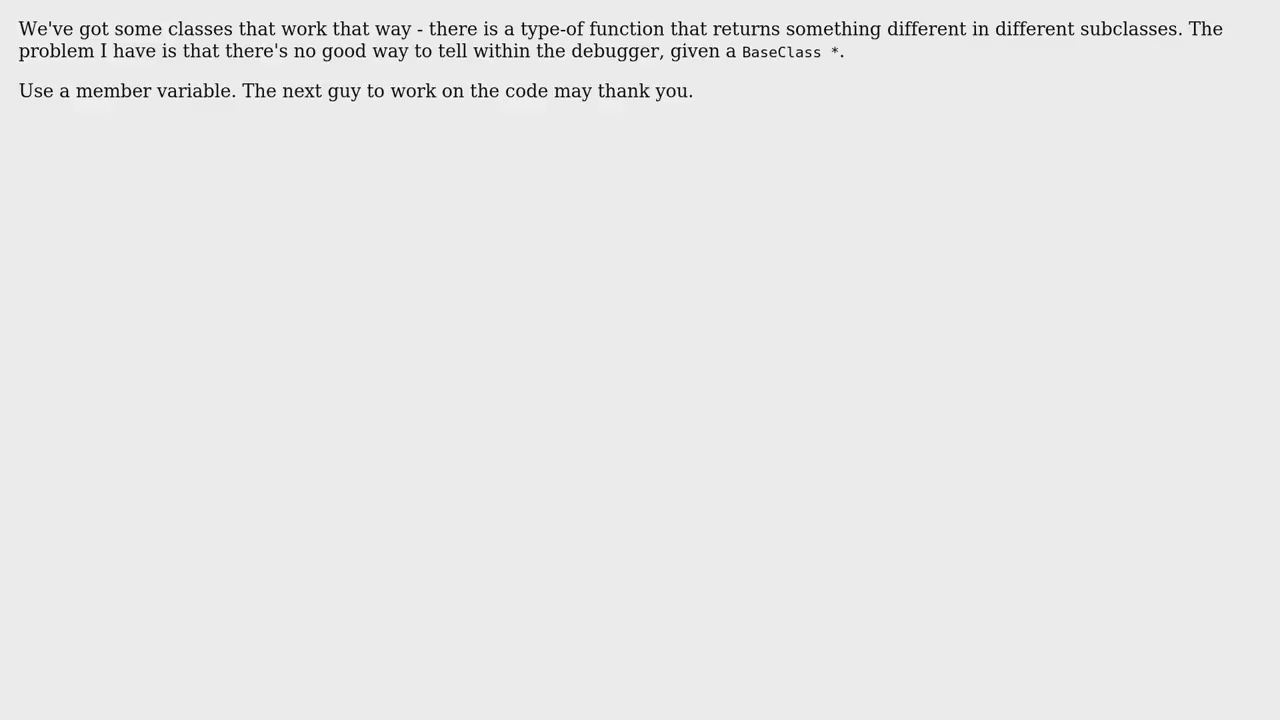 We've got some classes that work that way - there is a type-of function that returns something different in different subclasses. The
problem I have is that there's no good way to tell within the debugger, given a BaseClass *.
Use a member variable. The next guy to work on the code may thank you.